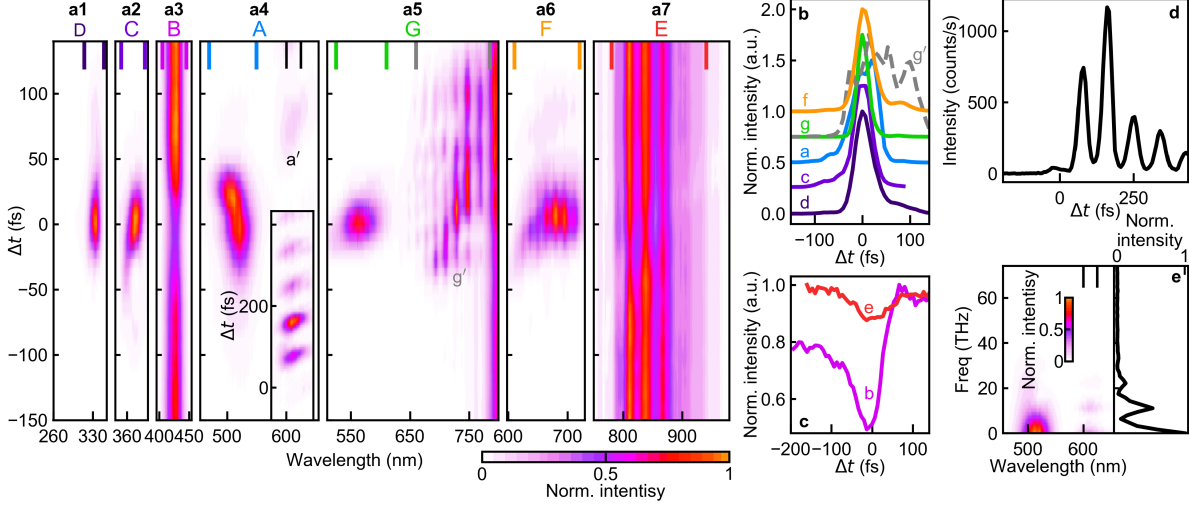 a1 a2 a3 a4 a5 a6 a7
D C B A G F E
100
50
0
−50
−100
−150
Δt (fs)
a′
g′
Δt (fs)
200
0
260 330 360 400 450 500 600 550 650 750 600 700 800 900
Wavelength (nm)
0 0.5 1
Norm. intentisy
b
2.0
1.5
1.0
0.5
0.0
Norm. intensity (a.u.)
g′
f
g
a
c
d
−100 0 100
Δt (fs)
1.0
0.8
0.6
Norm. intensity (a.u.)
e
b
c
−200 −100 0 100
Δt (fs)
d
1000
500
0
Intensity (counts/s)
0 250
Δt (fs)
Norm.
intensity
0 1
e
60
40
20
0
Freq (THz)
Norm. intentisy
1
0.5
0
500 600
Wavelength (nm)